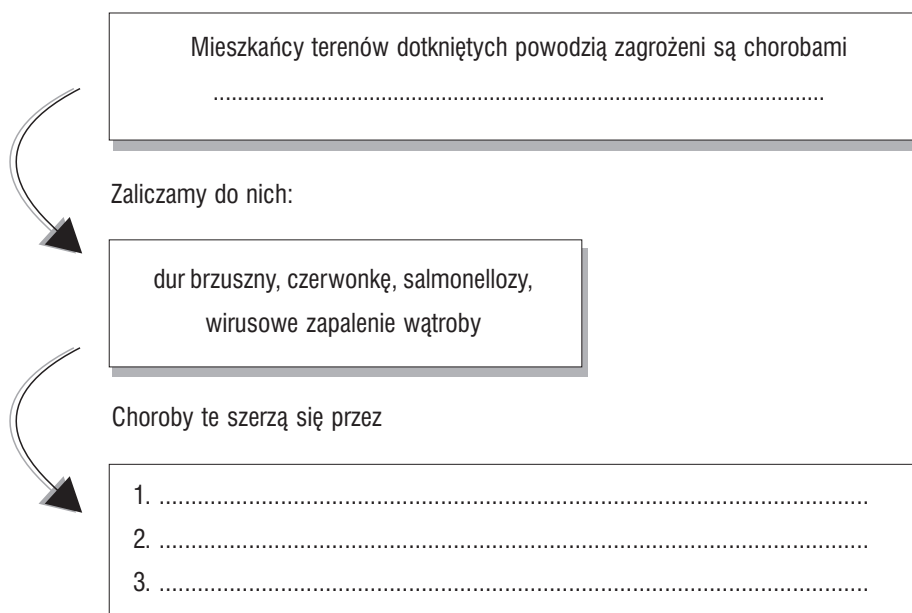 Mieszkańcy terenów dotkniętych powodzią zagrożeni są chorobami
....................................................................................................
Zaliczamy do nich:
dur brzuszny, czerwonkę, salmonellozy,
wirusowe zapalenie wątroby
Choroby te szerzą się przez
1. ....................................................................................................
2. ....................................................................................................
3. ....................................................................................................